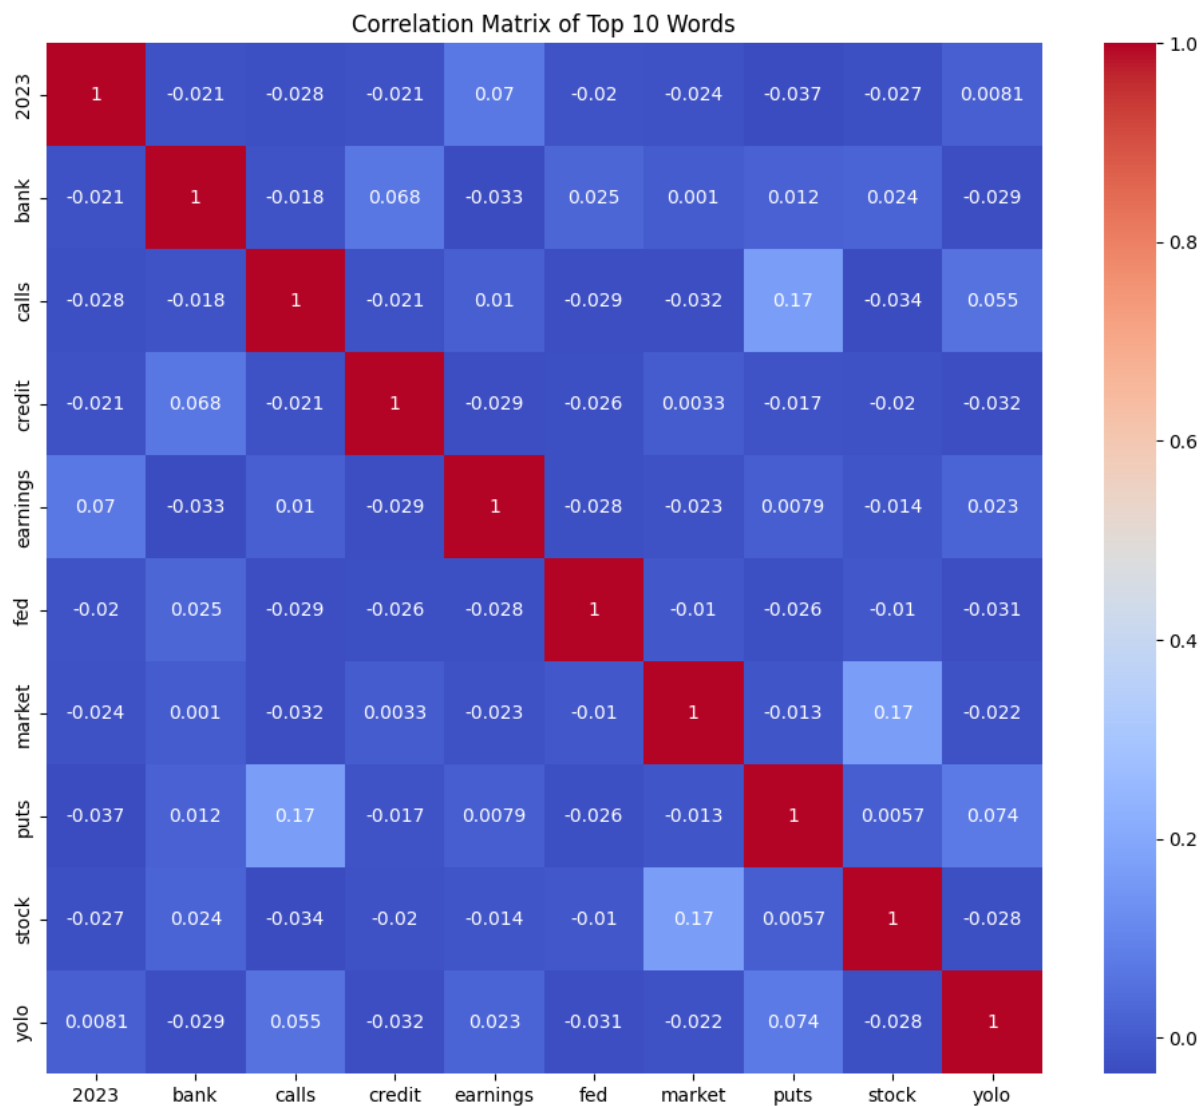 Correlation Matrix of Top 10 Words
2023 1 -0.021 -0.028 -0.021 0.07 -0.02 -0.024 -0.037 -0.027 0.0081
bank -0.021 1 -0.018 0.068 -0.033 0.025 0.001 0.012 0.024 -0.029
calls -0.028 -0.018 1 -0.021 0.01 -0.029 -0.032 0.17 -0.034 0.055
credit -0.021 0.068 -0.021 1 -0.029 -0.026 0.0033 -0.017 -0.02 -0.032
earnings 0.07 -0.033 0.01 -0.029 1 -0.028 -0.023 0.0079 -0.014 0.023
fed -0.02 0.025 -0.029 -0.026 -0.028 1 -0.01 -0.026 -0.01 -0.031
market -0.024 0.001 -0.032 0.0033 -0.023 -0.01 1 -0.013 0.17 -0.022
puts -0.037 0.012 0.17 -0.017 0.0079 -0.026 -0.013 1 0.0057 0.074
stock -0.027 0.024 -0.034 -0.02 -0.014 -0.01 0.17 0.0057 1 -0.028
yolo 0.0081 -0.029 0.055 -0.032 0.023 -0.031 -0.022 0.074 -0.028 1
2023 bank calls credit earnings fed market puts stock yolo
1.0
0.8
0.6
0.4
0.2
0.0